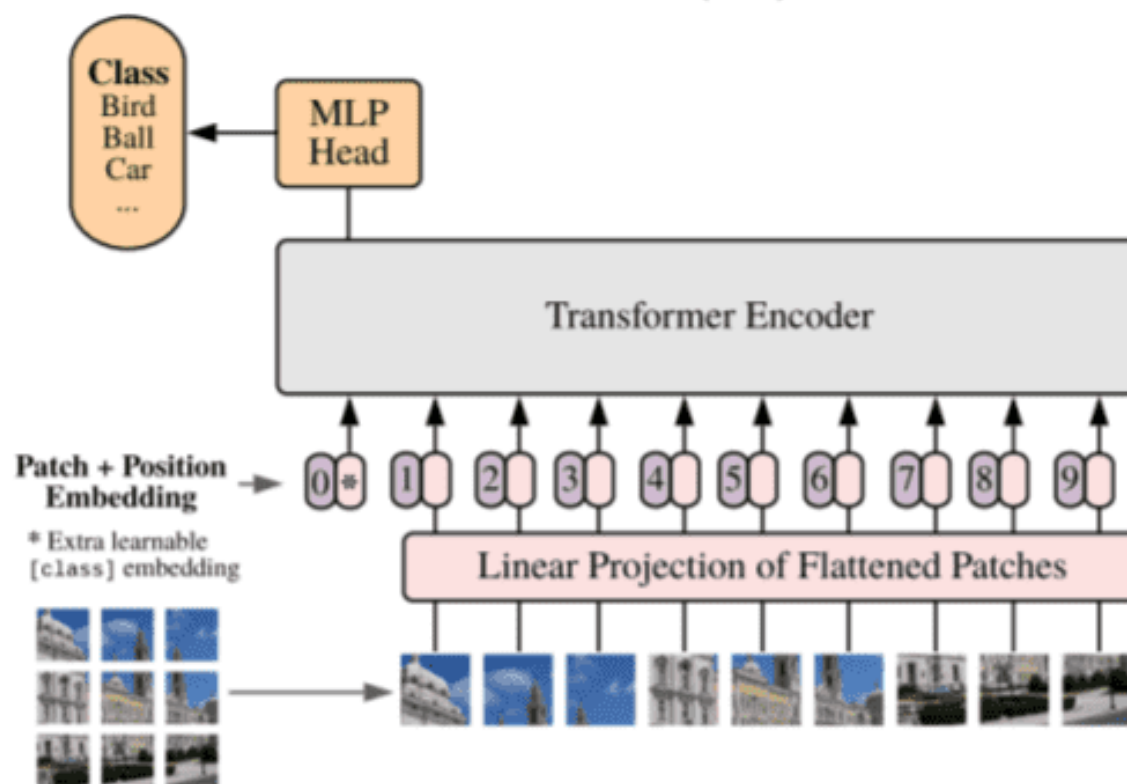 Class
Bird
Ball
Car
...
MLP
Head
Transformer Encoder
Patch + Position
Embedding
0 * 1 2 3 4 5 6 7 8 9
* Extra learnable
[class] embedding
Linear Projection of Flattened Patches